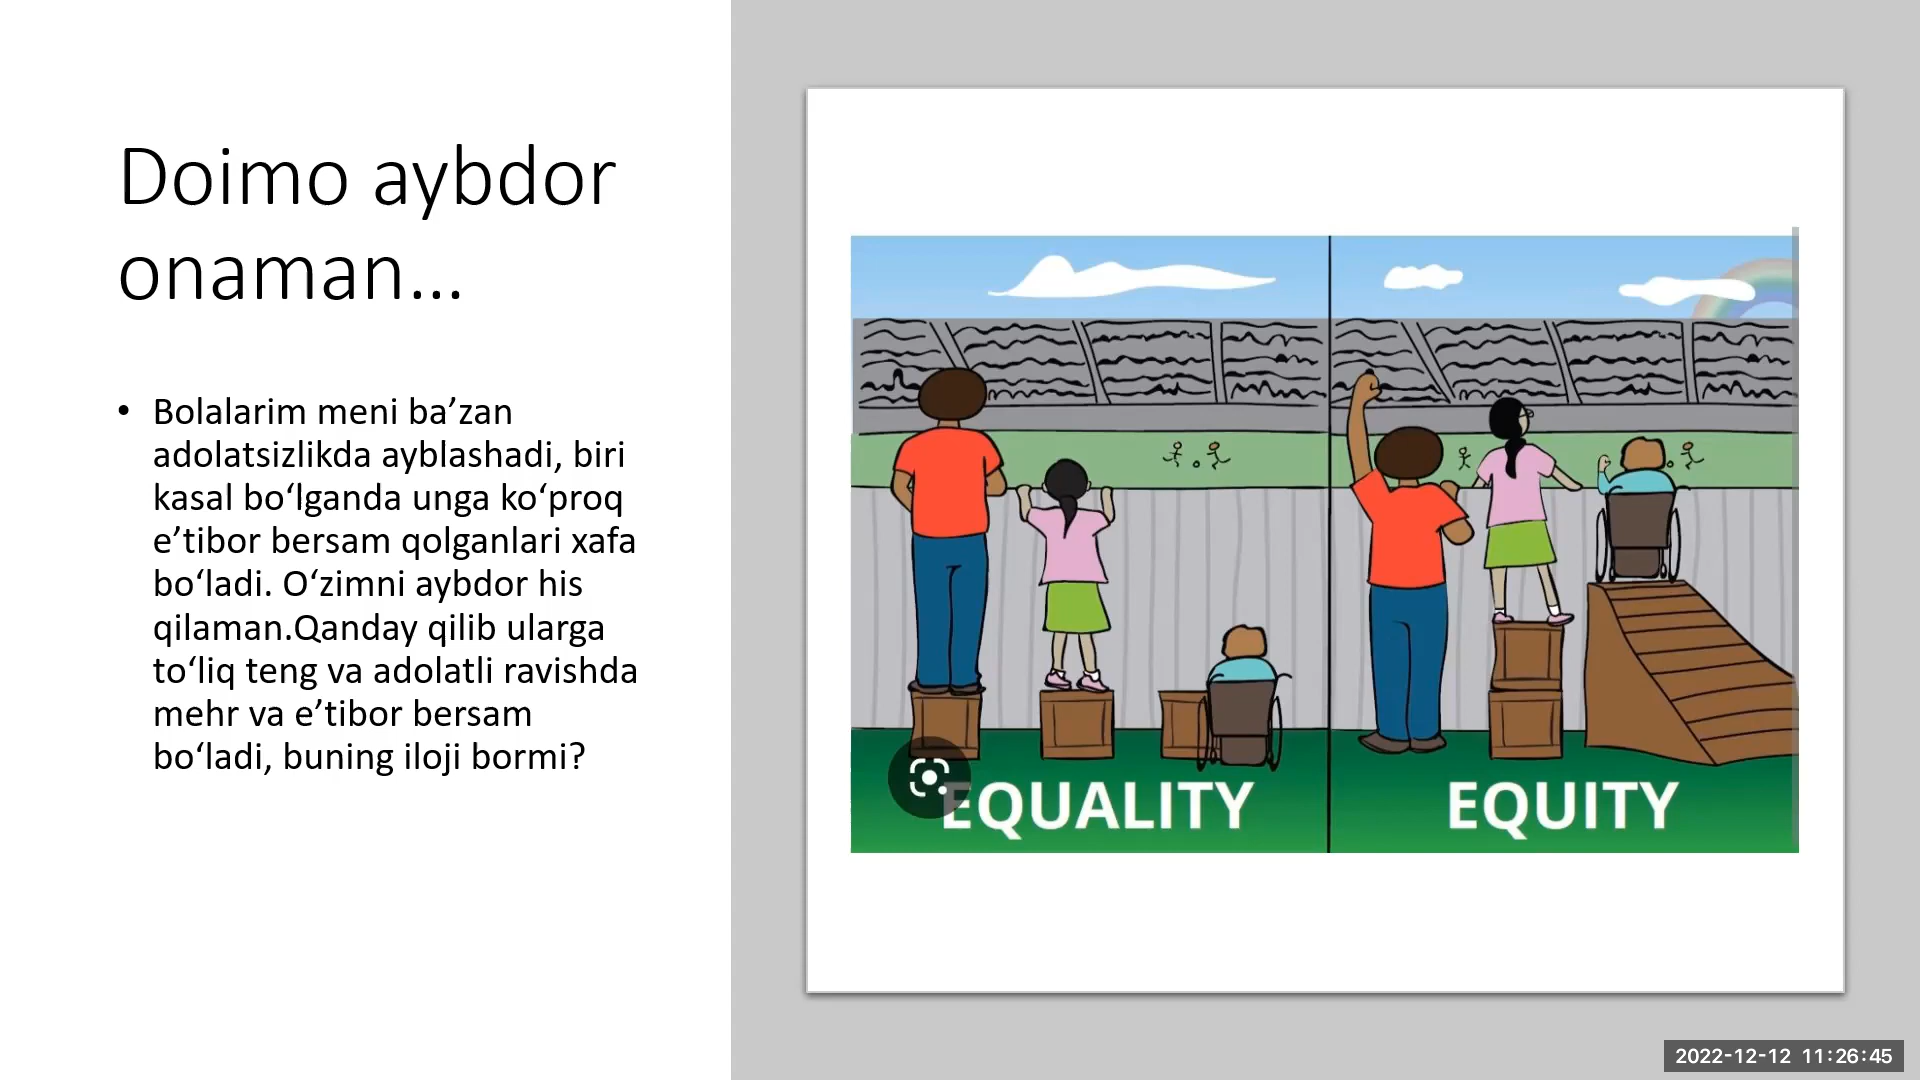 Doimo aybdor
onaman...
• Bolalarim meni ba’zan
adolatsizlikda ayblashadi, biri
kasal bo‘lganda unga ko‘proq
e’tibor bersam qolganlari xafa
bo‘ladi. O‘zimni aybdor his
qilaman.Qanday qilib ularga
to‘liq teng va adolatli ravishda
mehr va e’tibor bersam
bo‘ladi, buning iloji bormi?
EQUALITY
EQUITY
2022-12-12 11:26:45